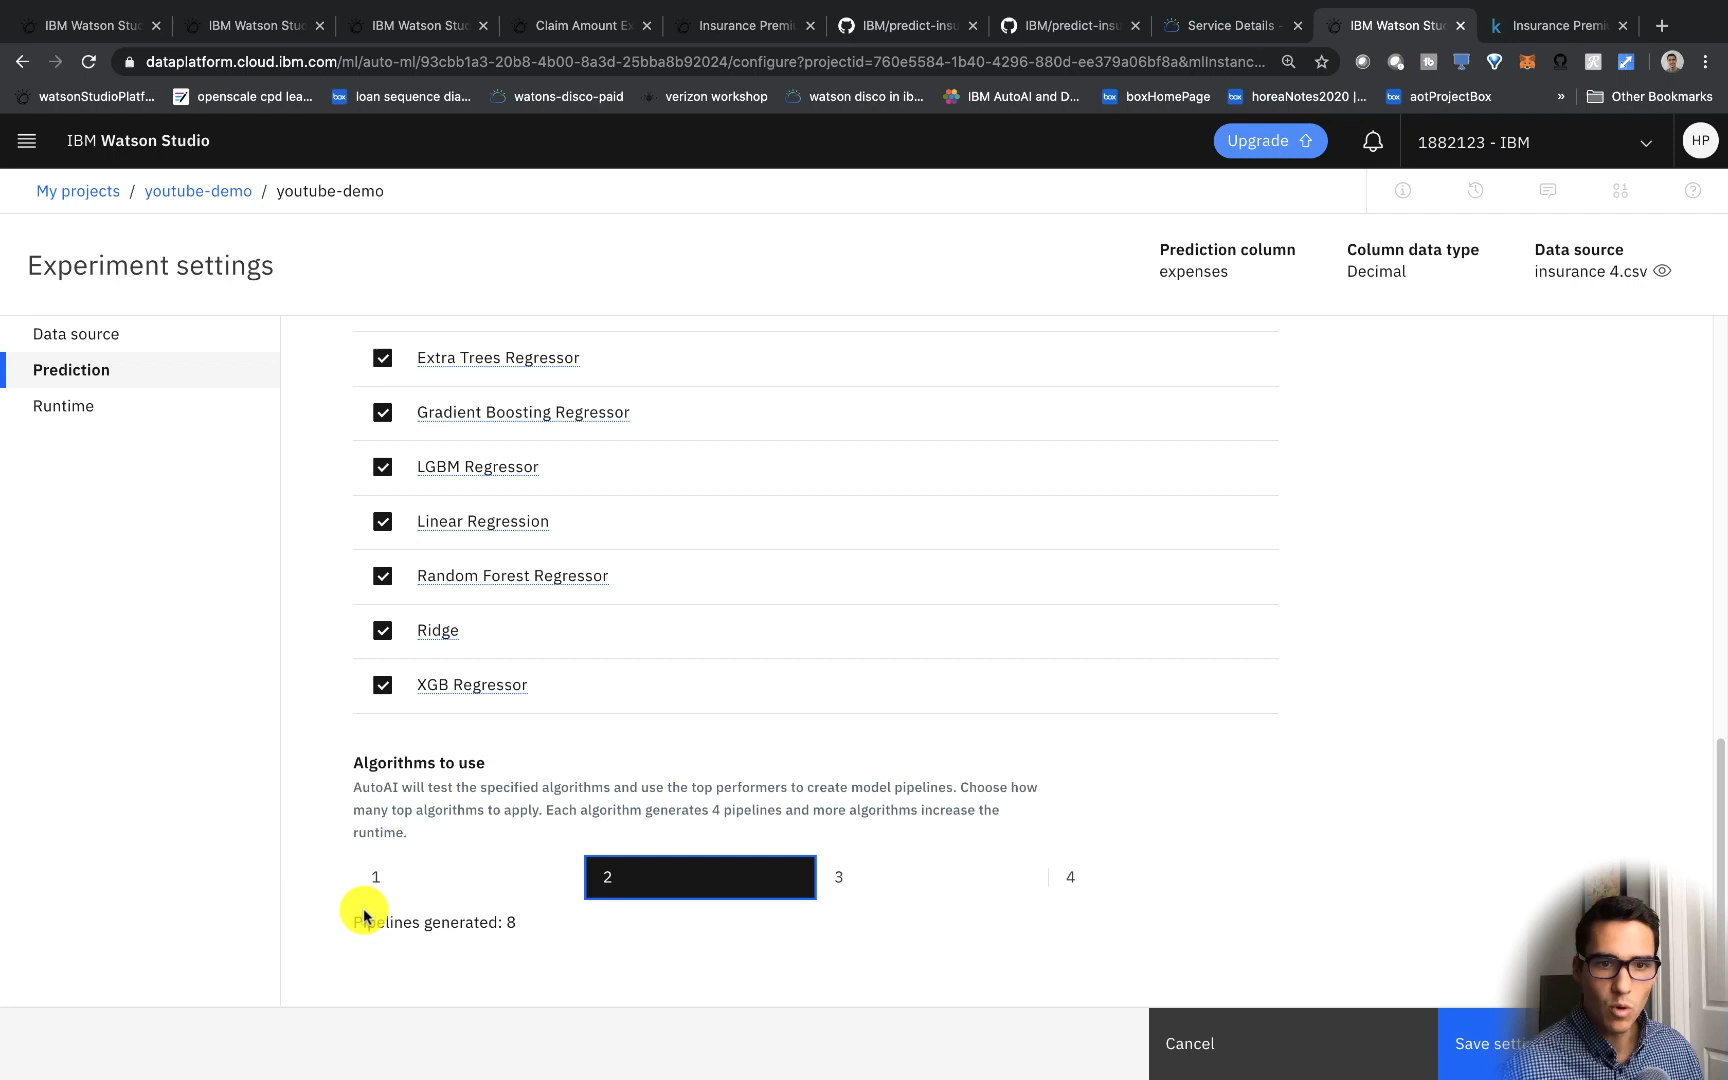 IBM Watson Stu
IBM Watson Stu
IBM Watson Stu
Claim Amount Ex
Insurance Premi
IBM/predict-insu
IBM/predict-insu
Service Details -
IBM Watson Stu
Insurance Premi
dataplatform.cloud.ibm.com/ml/auto-ml/93cbb1a3-20b8-4b00-8a3d-25bba8b92024/configure?projectid=760e5584-1b40-4296-880d-ee379a06bf8a&mlInstanc...
watsonStudioPlatf...
openscale cpd lea...
box loan sequence dia...
watons-disco-paid
verizon workshop
watson disco in ib...
IBM AutoAI and D...
box boxHomePage
box horeaNotes2020 |...
box aotProjectBox
» Other Bookmarks
IBM Watson Studio
Upgrade
1882123 - IBM
HP
My projects / youtube-demo / youtube-demo
Experiment settings
Prediction column
expenses
Column data type
Decimal
Data source
insurance 4.csv
Data source
Prediction
Runtime
Extra Trees Regressor
Gradient Boosting Regressor
LGBM Regressor
Linear Regression
Random Forest Regressor
Ridge
XGB Regressor
Algorithms to use
AutoAI will test the specified algorithms and use the top performers to create model pipelines. Choose how
many top algorithms to apply. Each algorithm generates 4 pipelines and more algorithms increase the
runtime.
1 2 3 4
Pipelines generated: 8
Cancel
Save